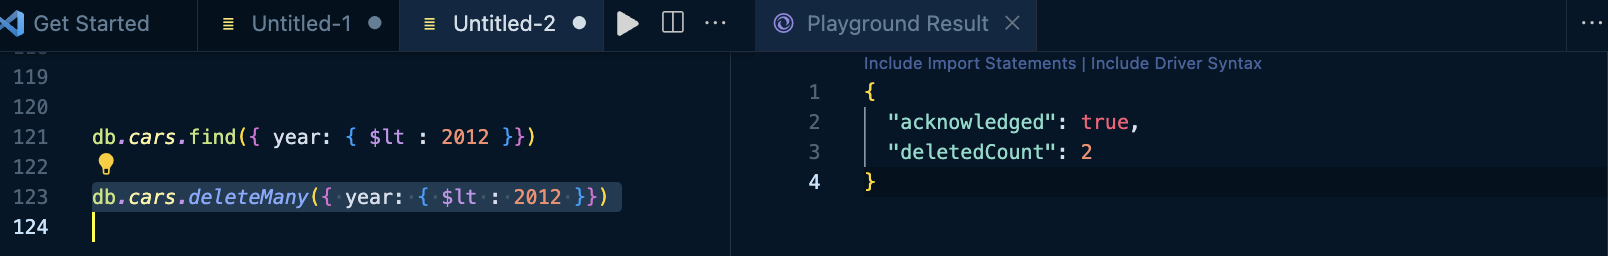 Get Started
Untitled-1
Untitled-2
Playground Result
119
120
121 db.cars.find({ year: { $lt : 2012 }})
122
123 db.cars.deleteMany({ year: { $lt : 2012 }})
124
Include Import Statements | Include Driver Syntax
1 {
2 "acknowledged": true,
3 "deletedCount": 2
4 }